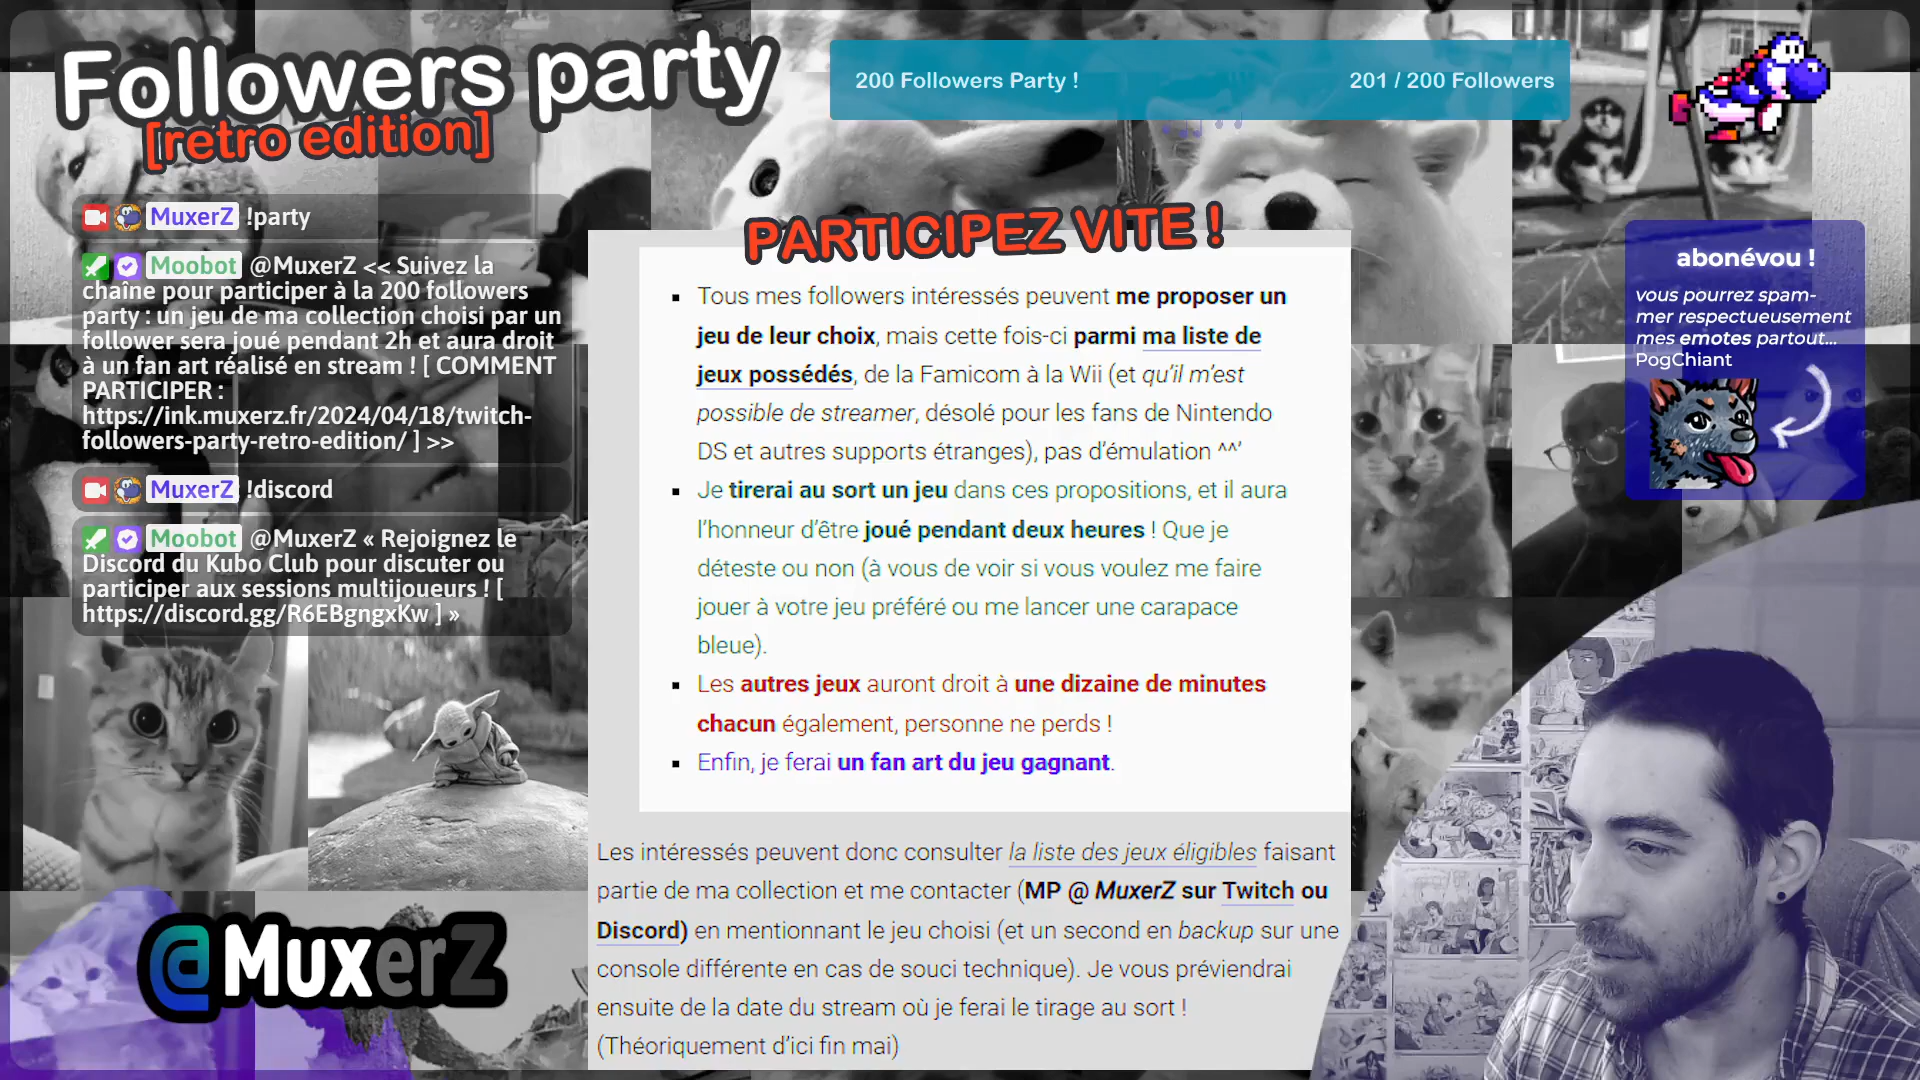 Followers party
[retro edition]
200 Followers Party !
201 / 200 Followers
MuxerZ !party
Moobot @MuxerZ << Suivez la
chaîne pour participer à la 200 followers
party : un jeu de ma collection choisi par un
follower sera joué pendant 2h et aura droit
à un fan art réalisé en stream ! [ COMMENT
PARTICIPER :
https://ink.muxerz.fr/2024/04/18/twitch-
followers-party-retro-edition/ ] >>
MuxerZ !discord
Moobot @MuxerZ « Rejoignez le
Discord du Kubo Club pour discuter ou
participer aux sessions multijoueurs ! [
https://discord.gg/R6EBgngxKw ] »
PARTICIPEZ VITE !
▪ Tous mes followers intéressés peuvent me proposer un
jeu de leur choix, mais cette fois-ci parmi ma liste de
jeux possédés, de la Famicom à la Wii (et qu’il m’est
possible de streamer, désolé pour les fans de Nintendo
DS et autres supports étranges), pas d’émulation ^^’
▪ Je tirerai au sort un jeu dans ces propositions, et il aura
l’honneur d’être joué pendant deux heures ! Que je
déteste ou non (à vous de voir si vous voulez me faire
jouer à votre jeu préféré ou me lancer une carapace
bleue).
▪ Les autres jeux auront droit à une dizaine de minutes
chacun également, personne ne perds !
▪ Enfin, je ferai un fan art du jeu gagnant.
Les intéressés peuvent donc consulter la liste des jeux éligibles faisant
partie de ma collection et me contacter (MP @ MuxerZ sur Twitch ou
Discord) en mentionnant le jeu choisi (et un second en backup sur une
console différente en cas de souci technique). Je vous préviendrai
ensuite de la date du stream où je ferai le tirage au sort !
(Théoriquement d’ici fin mai)
abonévou !
vous pourrez spam-
mer respectueusement
mes emotes partout...
PogChiant
@MuxerZ